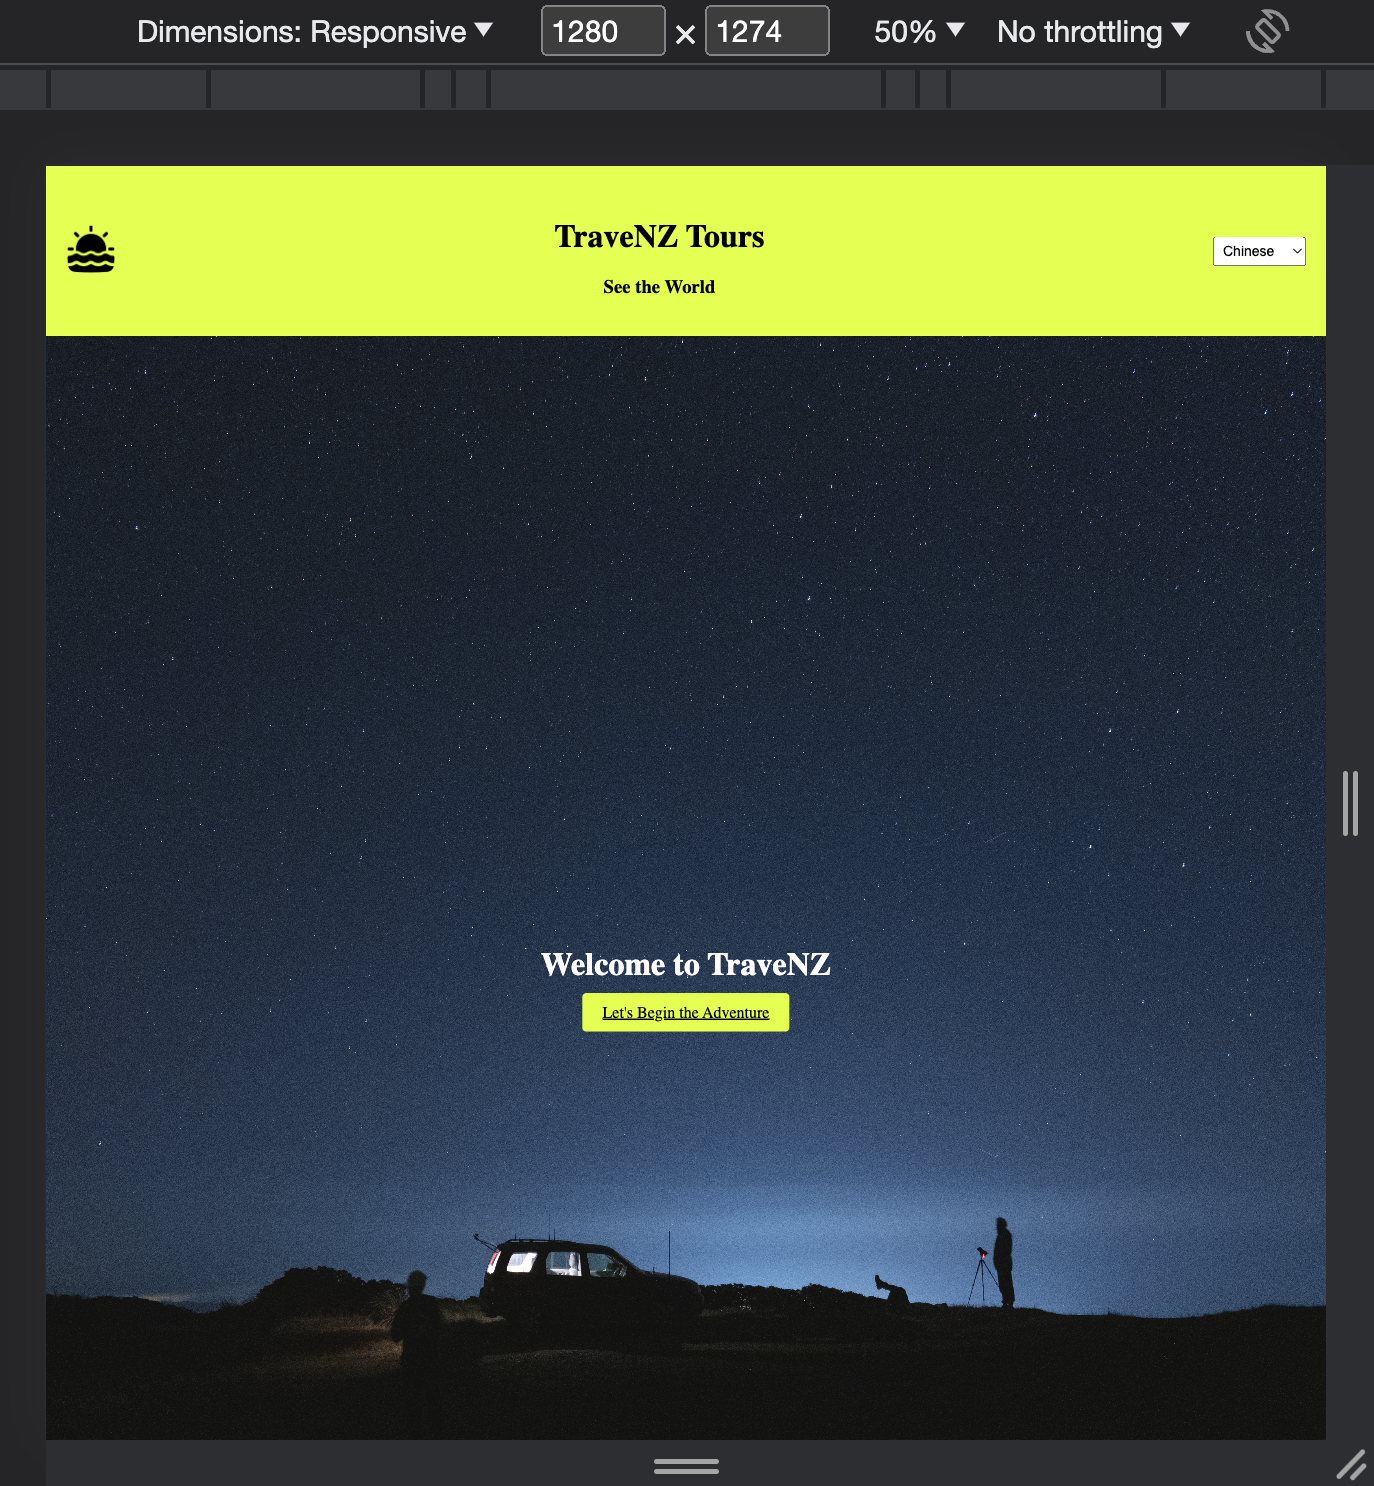 Dimensions: Responsive ▼ 1280 × 1274 50% ▼ No throttling ▼
TraveNZ Tours
Chinese
See the World
Welcome to TraveNZ
Let's Begin the Adventure